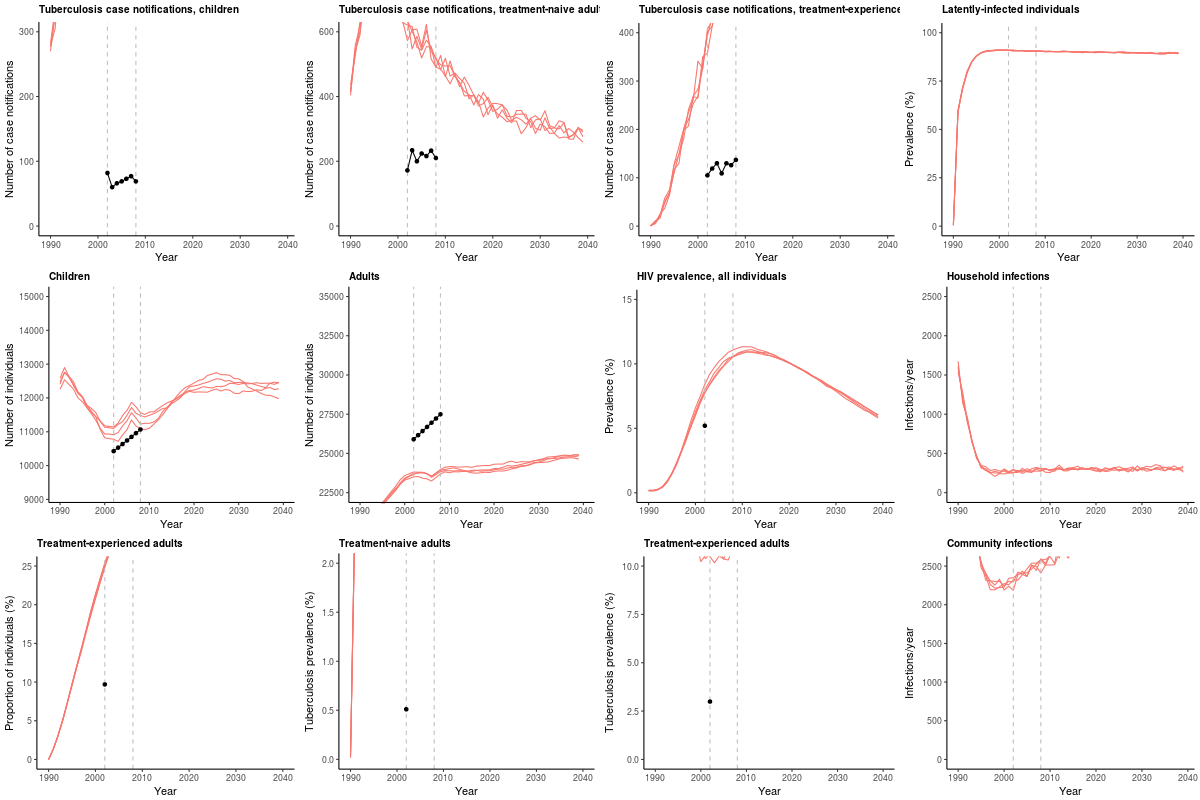 Tuberculosis case notifications, children
Number of case notifications
300
200
100
0
1990 2000 2010 2020 2030 2040
Year
Tuberculosis case notifications, treatment-naive adult
Number of case notifications
600
400
200
0
1990 2000 2010 2020 2030 2040
Year
Tuberculosis case notifications, treatment-experience
Number of case notifications
400
300
200
100
0
1990 2000 2010 2020 2030 2040
Year
Latently-infected individuals
Prevalence (%)
100
75
50
25
0
1990 2000 2010 2020 2030 2040
Year
Children
Number of individuals
15000
14000
13000
12000
11000
10000
9000
1990 2000 2010 2020 2030 2040
Year
Adults
Number of individuals
35000
32500
30000
27500
25000
22500
1990 2000 2010 2020 2030 2040
Year
HIV prevalence, all individuals
Prevalence (%)
15
10
5
0
1990 2000 2010 2020 2030 2040
Year
Household infections
Infections/year
2500
2000
1500
1000
500
0
1990 2000 2010 2020 2030 2040
Year
Treatment-experienced adults
Proportion of individuals (%)
25
20
15
10
5
0
1990 2000 2010 2020 2030 2040
Year
Treatment-naive adults
Tuberculosis prevalence (%)
2.0
1.5
1.0
0.5
0.0
1990 2000 2010 2020 2030 2040
Year
Treatment-experienced adults
Tuberculosis prevalence (%)
10.0
7.5
5.0
2.5
0.0
1990 2000 2010 2020 2030 2040
Year
Community infections
Infections/year
2500
2000
1500
1000
500
0
1990 2000 2010 2020 2030 2040
Year